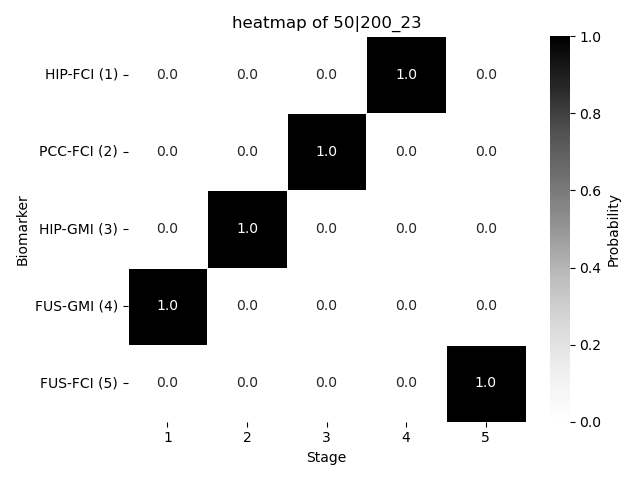 heatmap of 50|200_23
HIP-FCI (1) 0.0 0.0 0.0 1.0 0.0
PCC-FCI (2) 0.0 0.0 1.0 0.0 0.0
HIP-GMI (3) 0.0 1.0 0.0 0.0 0.0
FUS-GMI (4) 1.0 0.0 0.0 0.0 0.0
FUS-FCI (5) 0.0 0.0 0.0 0.0 1.0
1 2 3 4 5
Stage
Biomarker
1.0
0.8
0.6
0.4
0.2
0.0
Probability